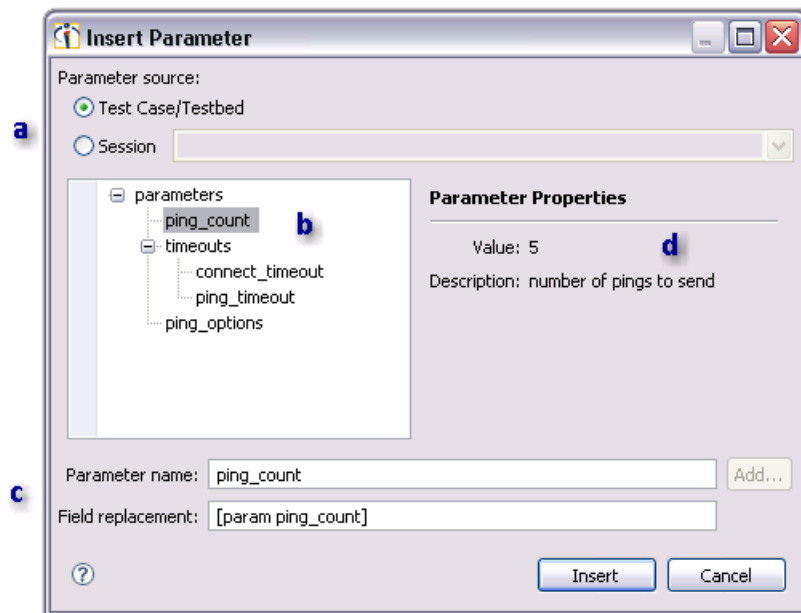 Insert Parameter
Parameter source:
Test Case/Testbed
a
Session
parameters
ping_count
b
timeouts
connect_timeout
ping_timeout
ping_options
Parameter Properties
Value: 5
d
Description: number of pings to send
Parameter name: ping_count Add...
c
Field replacement: [param ping_count]
? Insert Cancel